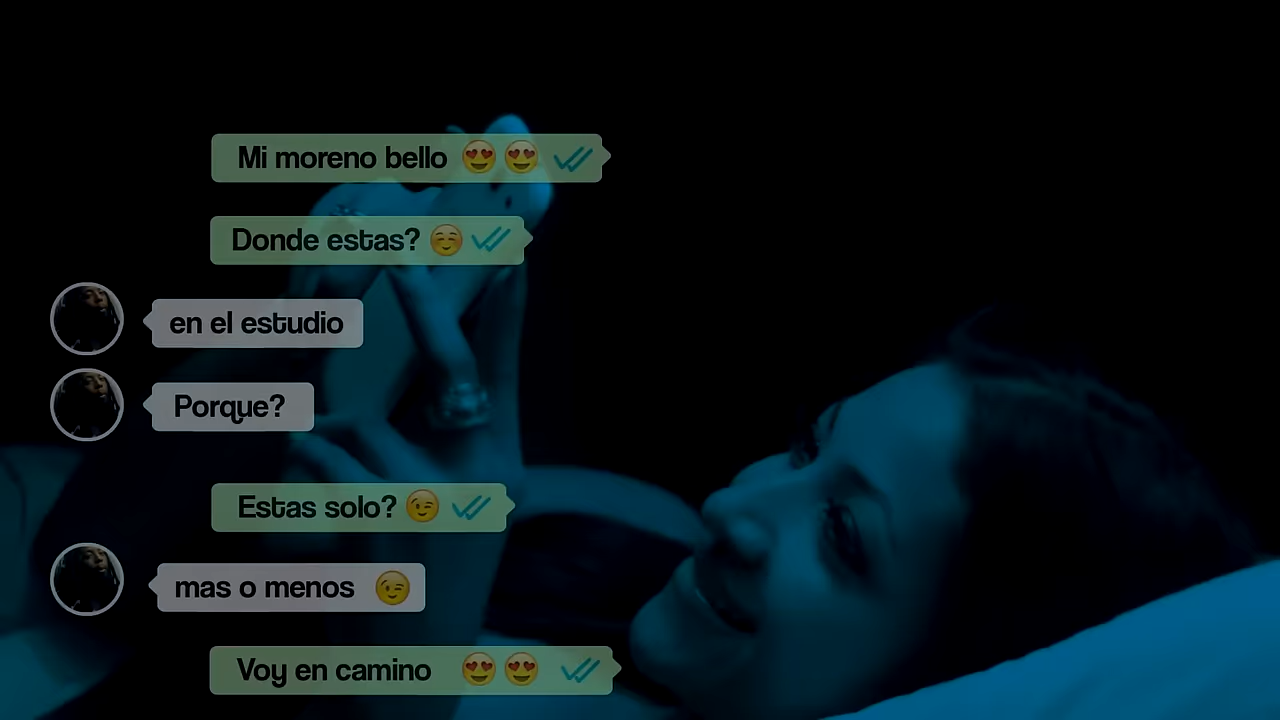 Mi moreno bello 😍 😍
Donde estas? ☺️
en el estudio
Porque?
Estas solo? 😉
mas o menos 😉
Voy en camino 😍 😍